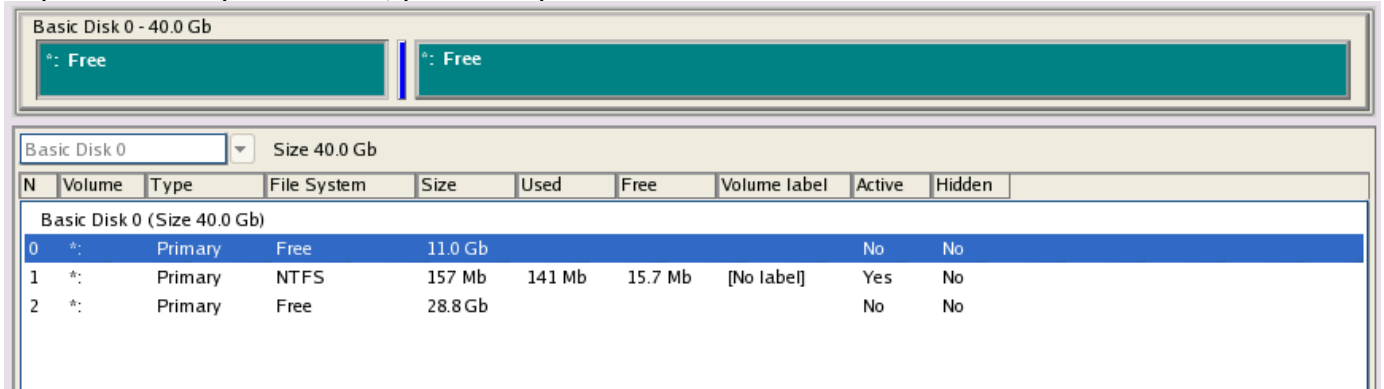 Basic Disk 0 - 40.0 Gb
*: Free *: Free
Basic Disk 0 Size 40.0 Gb
N Volume Type File System Size Used Free Volume label Active Hidden
Basic Disk 0 (Size 40.0 Gb)
0 *: Primary Free 11.0 Gb No No
1 *: Primary NTFS 157 Mb 141 Mb 15.7 Mb [No label] Yes No
2 *: Primary Free 28.8 Gb No No